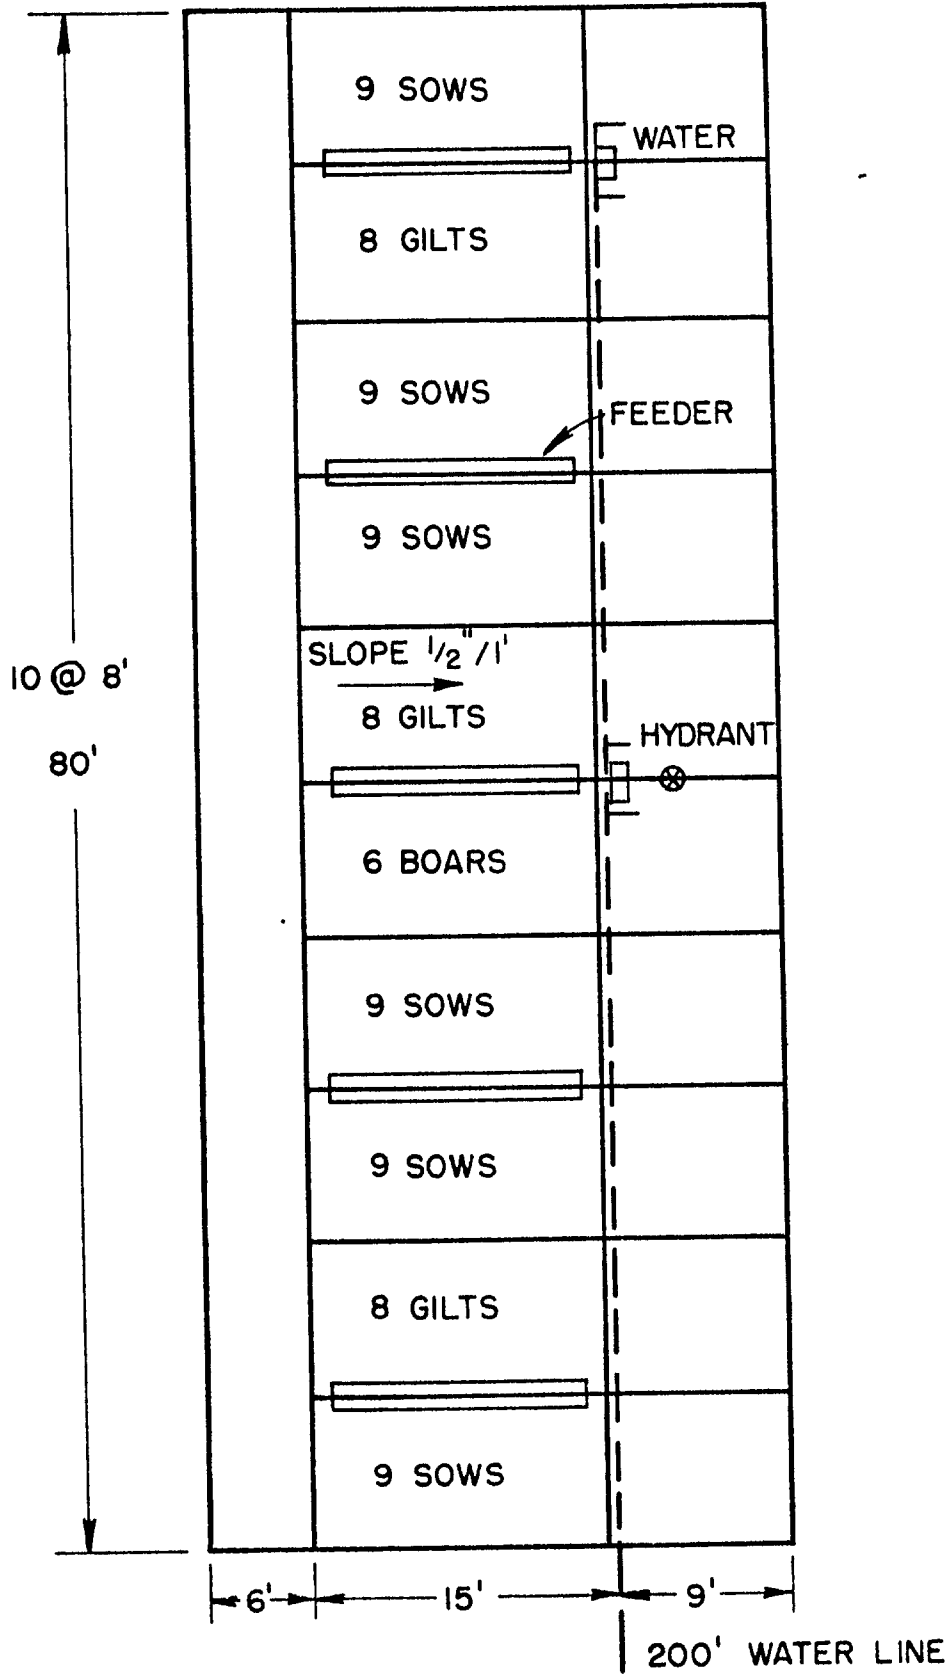 9 SOWS
WATER
8 GILTS
9 SOWS
FEEDER
9 SOWS
SLOPE 1/2"/1'
10 @ 8'
8 GILTS
HYDRANT
80'
6 BOARS
9 SOWS
9 SOWS
8 GILTS
9 SOWS
6' 15' 9'
200' WATER LINE